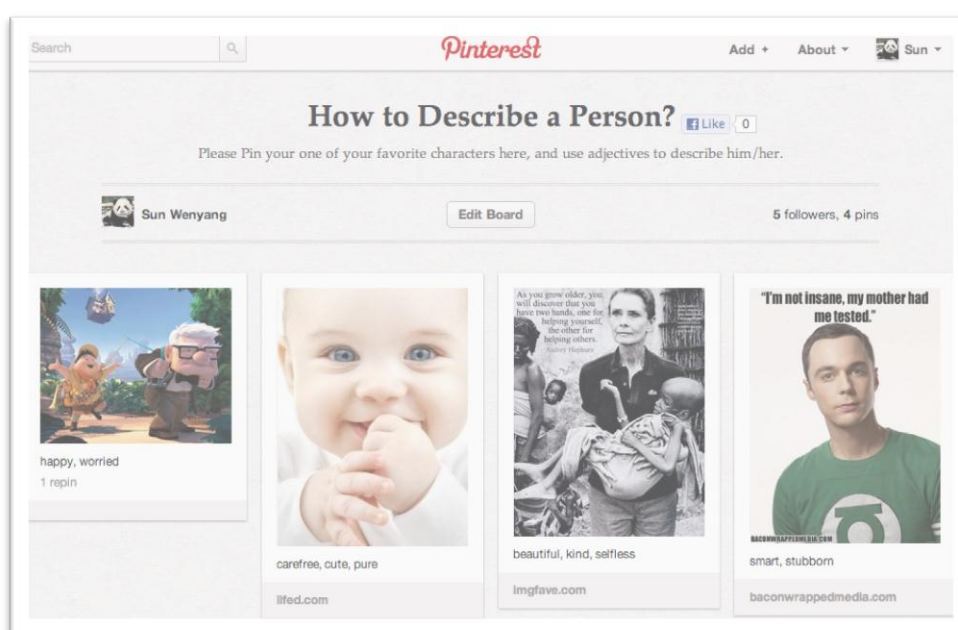 Search
Pinterest
Add +
About
Sun
How to Describe a Person?
Like
0
Please Pin your one of your favorite characters here, and use adjectives to describe him/her.
Sun Wenyang
Edit Board
5 followers, 4 pins
happy, worried
1 repin
carefree, cute, pure
lifed.com
As you grow older, you
will discover that you
have two hands, one for
helping yourself,
the other for
helping others.
Audrey Hepburn
beautiful, kind, selfless
imgfave.com
"I'm not insane, my mother had
me tested."
BACONWRAPPEDMEDIA.COM
smart, stubborn
baconwrappedmedia.com